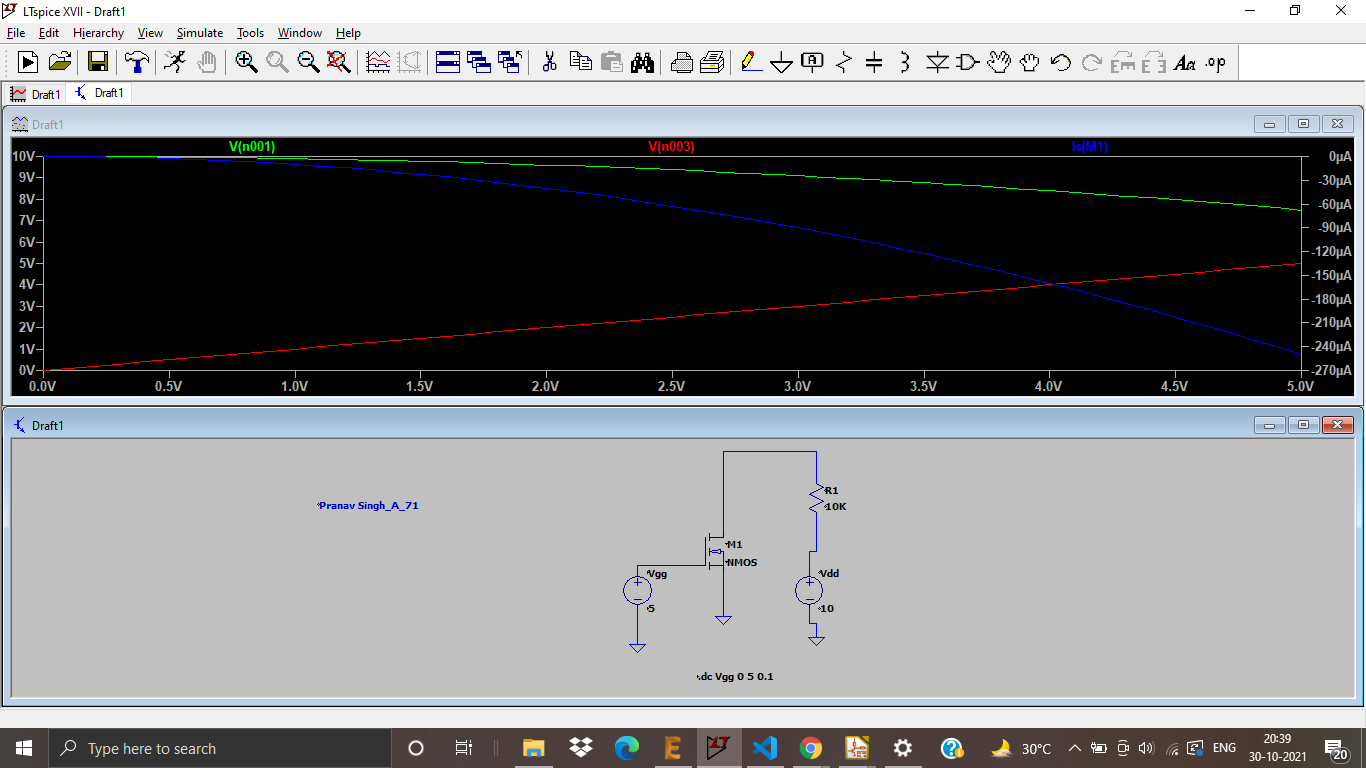 LTspice XVII - Draft1
File Edit Hierarchy View Simulate Tools Window Help
Draft1 Draft1
Draft1
V(n001) V(n003) Is(M1)
10V 0µA
9V -30µA
8V -60µA
7V -90µA
6V -120µA
5V -150µA
4V -180µA
3V -210µA
2V -240µA
1V -270µA
0V
0.0V 0.5V 1.0V 1.5V 2.0V 2.5V 3.0V 3.5V 4.0V 4.5V 5.0V
Draft1
Pranav Singh_A_71
R1
10K
M1
NMOS
Vgg
5
Vdd
10
.dc Vgg 0 5 0.1
Type here to search
30°C
ENG
20:39
30-10-2021
20